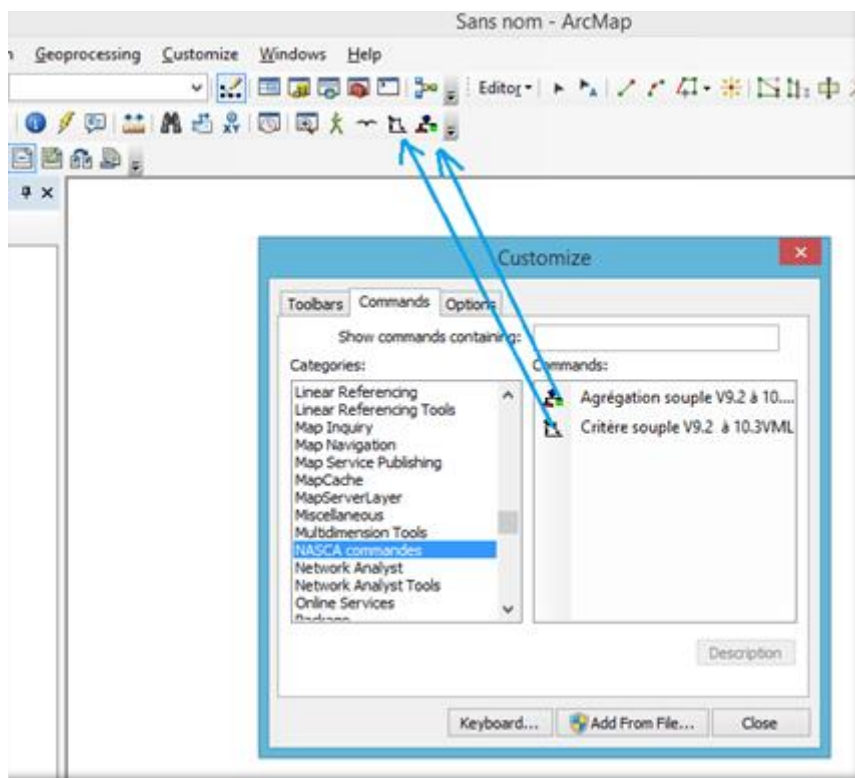 Sans nom - ArcMap
Geoprocessing Customize Windows Help
Editor
Customize
Toolbars Commands Options
Show commands containing:
Categories:
Commands:
Linear Referencing
Linear Referencing Tools
Map Inquiry
Map Navigation
Map Service Publishing
MapCache
MapServerLayer
Miscellaneous
Multidimension Tools
NASCA commandes
Network Analyst
Network Analyst Tools
Online Services
Package
Agrégation souple V9.2 à 10....
Critère souple V9.2 à 10.3VML
Description
Keyboard...
Add From File...
Close